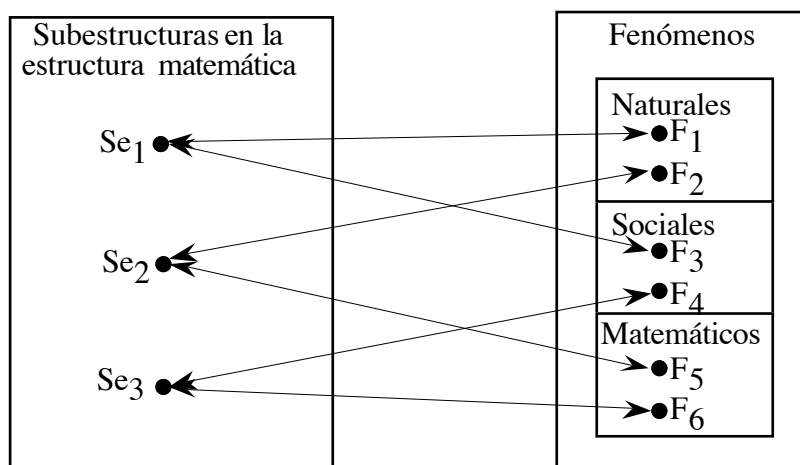 Subestructuras en la
estructura matemática
Se1
Se2
Se3
Fenómenos
Naturales
F1
F2
Sociales
F3
F4
Matemáticos
F5
F6